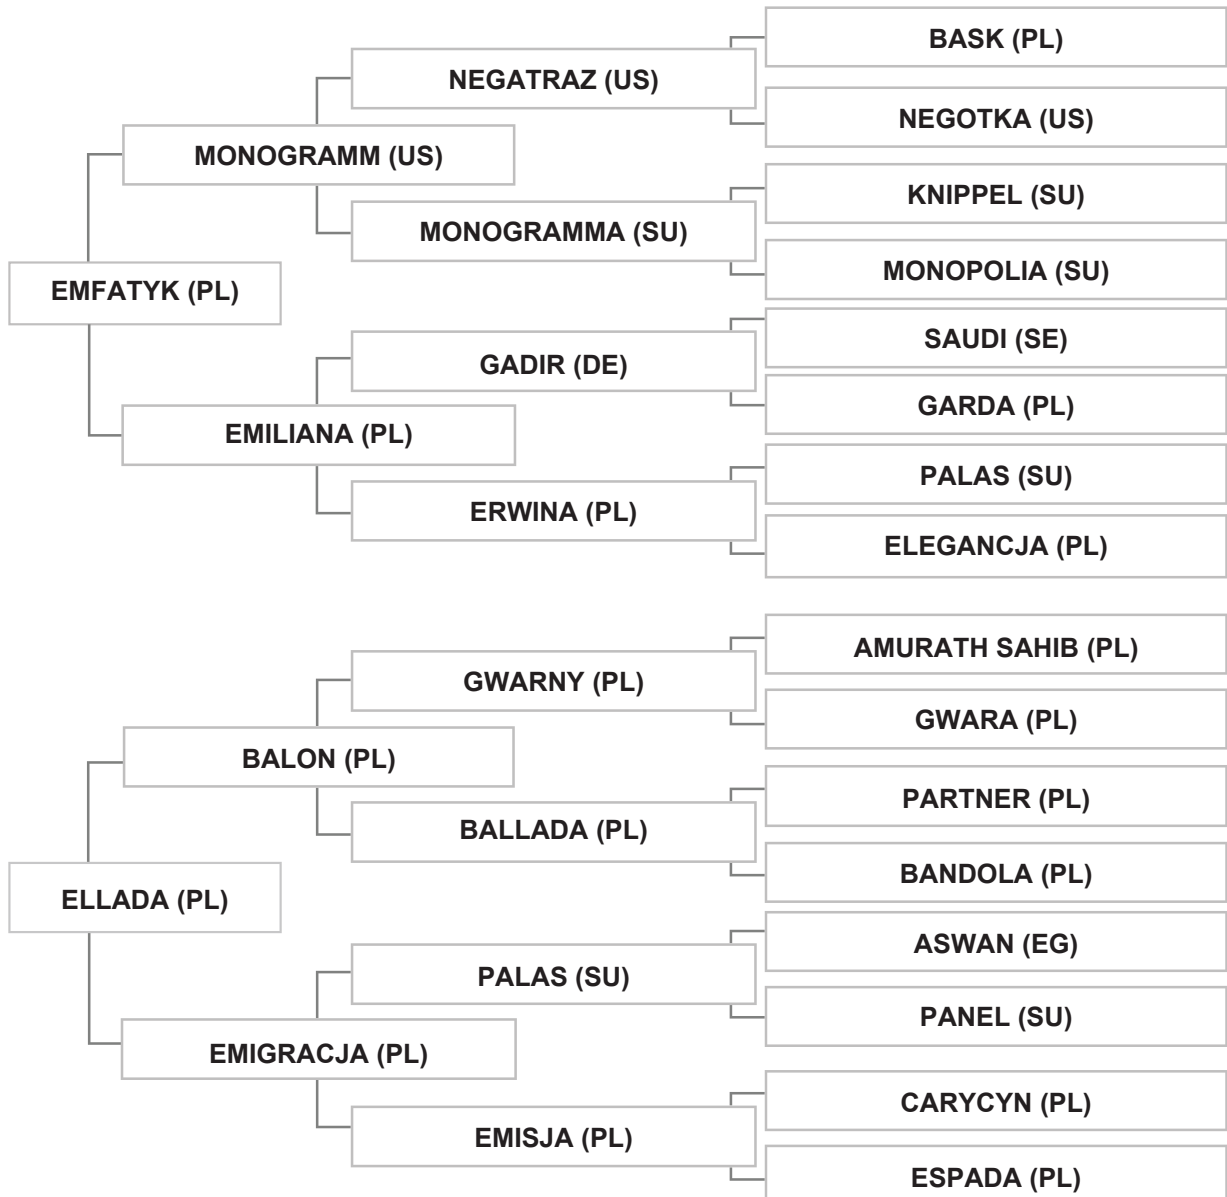 BASK (PL)
NEGATRAZ (US)
NEGOTKA (US)
MONOGRAMM (US)
KNIPPEL (SU)
MONOGRAMMA (SU)
MONOPOLIA (SU)
EMFATYK (PL)
SAUDI (SE)
GADIR (DE)
GARDA (PL)
EMILIANA (PL)
PALAS (SU)
ERWINA (PL)
ELEGANCJA (PL)
AMURATH SAHIB (PL)
GWARNY (PL)
GWARA (PL)
BALON (PL)
PARTNER (PL)
BALLADA (PL)
BANDOLA (PL)
ELLADA (PL)
ASWAN (EG)
PALAS (SU)
PANEL (SU)
EMIGRACJA (PL)
CARYCYN (PL)
EMISJA (PL)
ESPADA (PL)